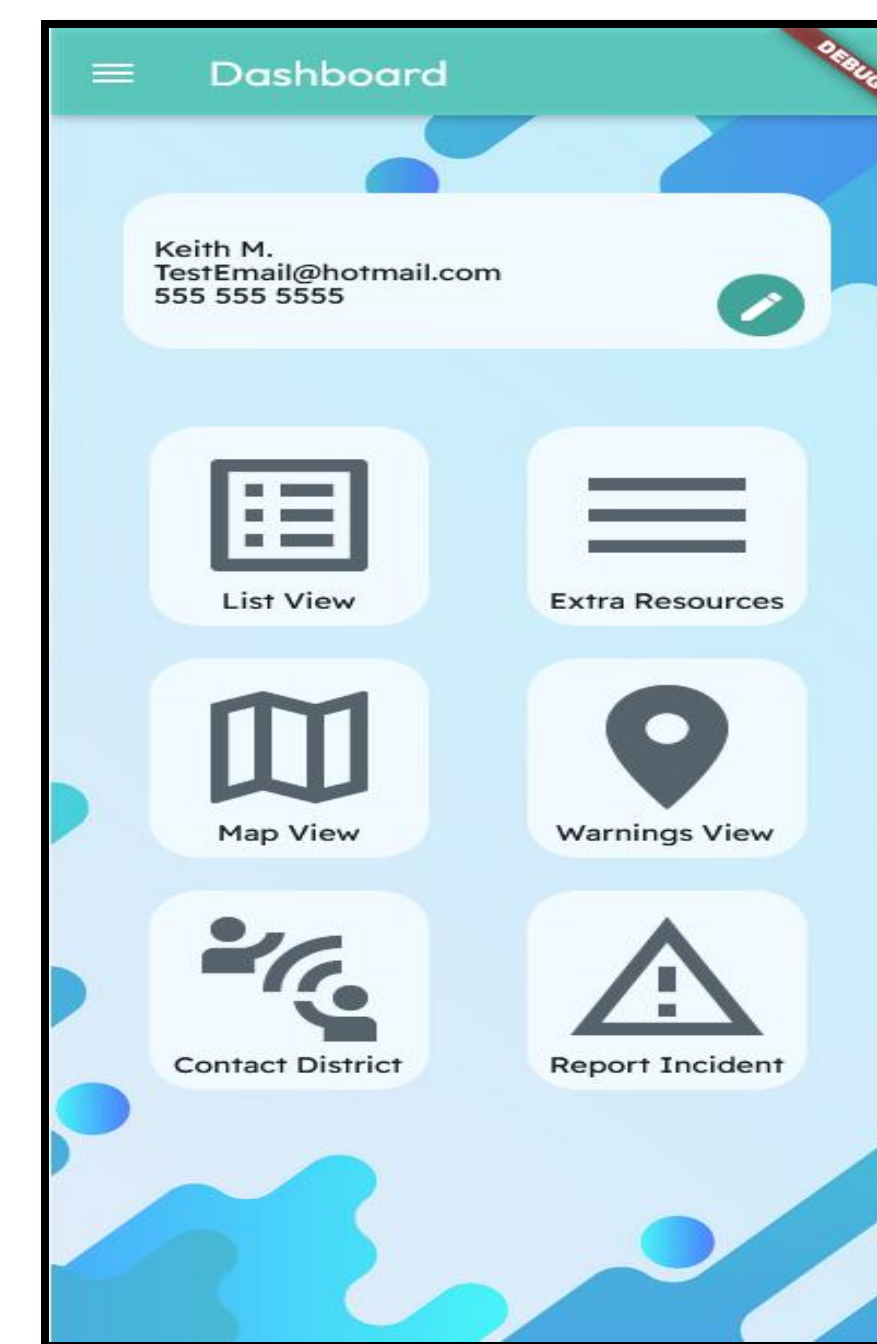 Dashboard
DEBUG
Keith M.
TestEmail@hotmail.com
555 555 5555
List View
Extra Resources
Map View
Warnings View
Contact District
Report Incident